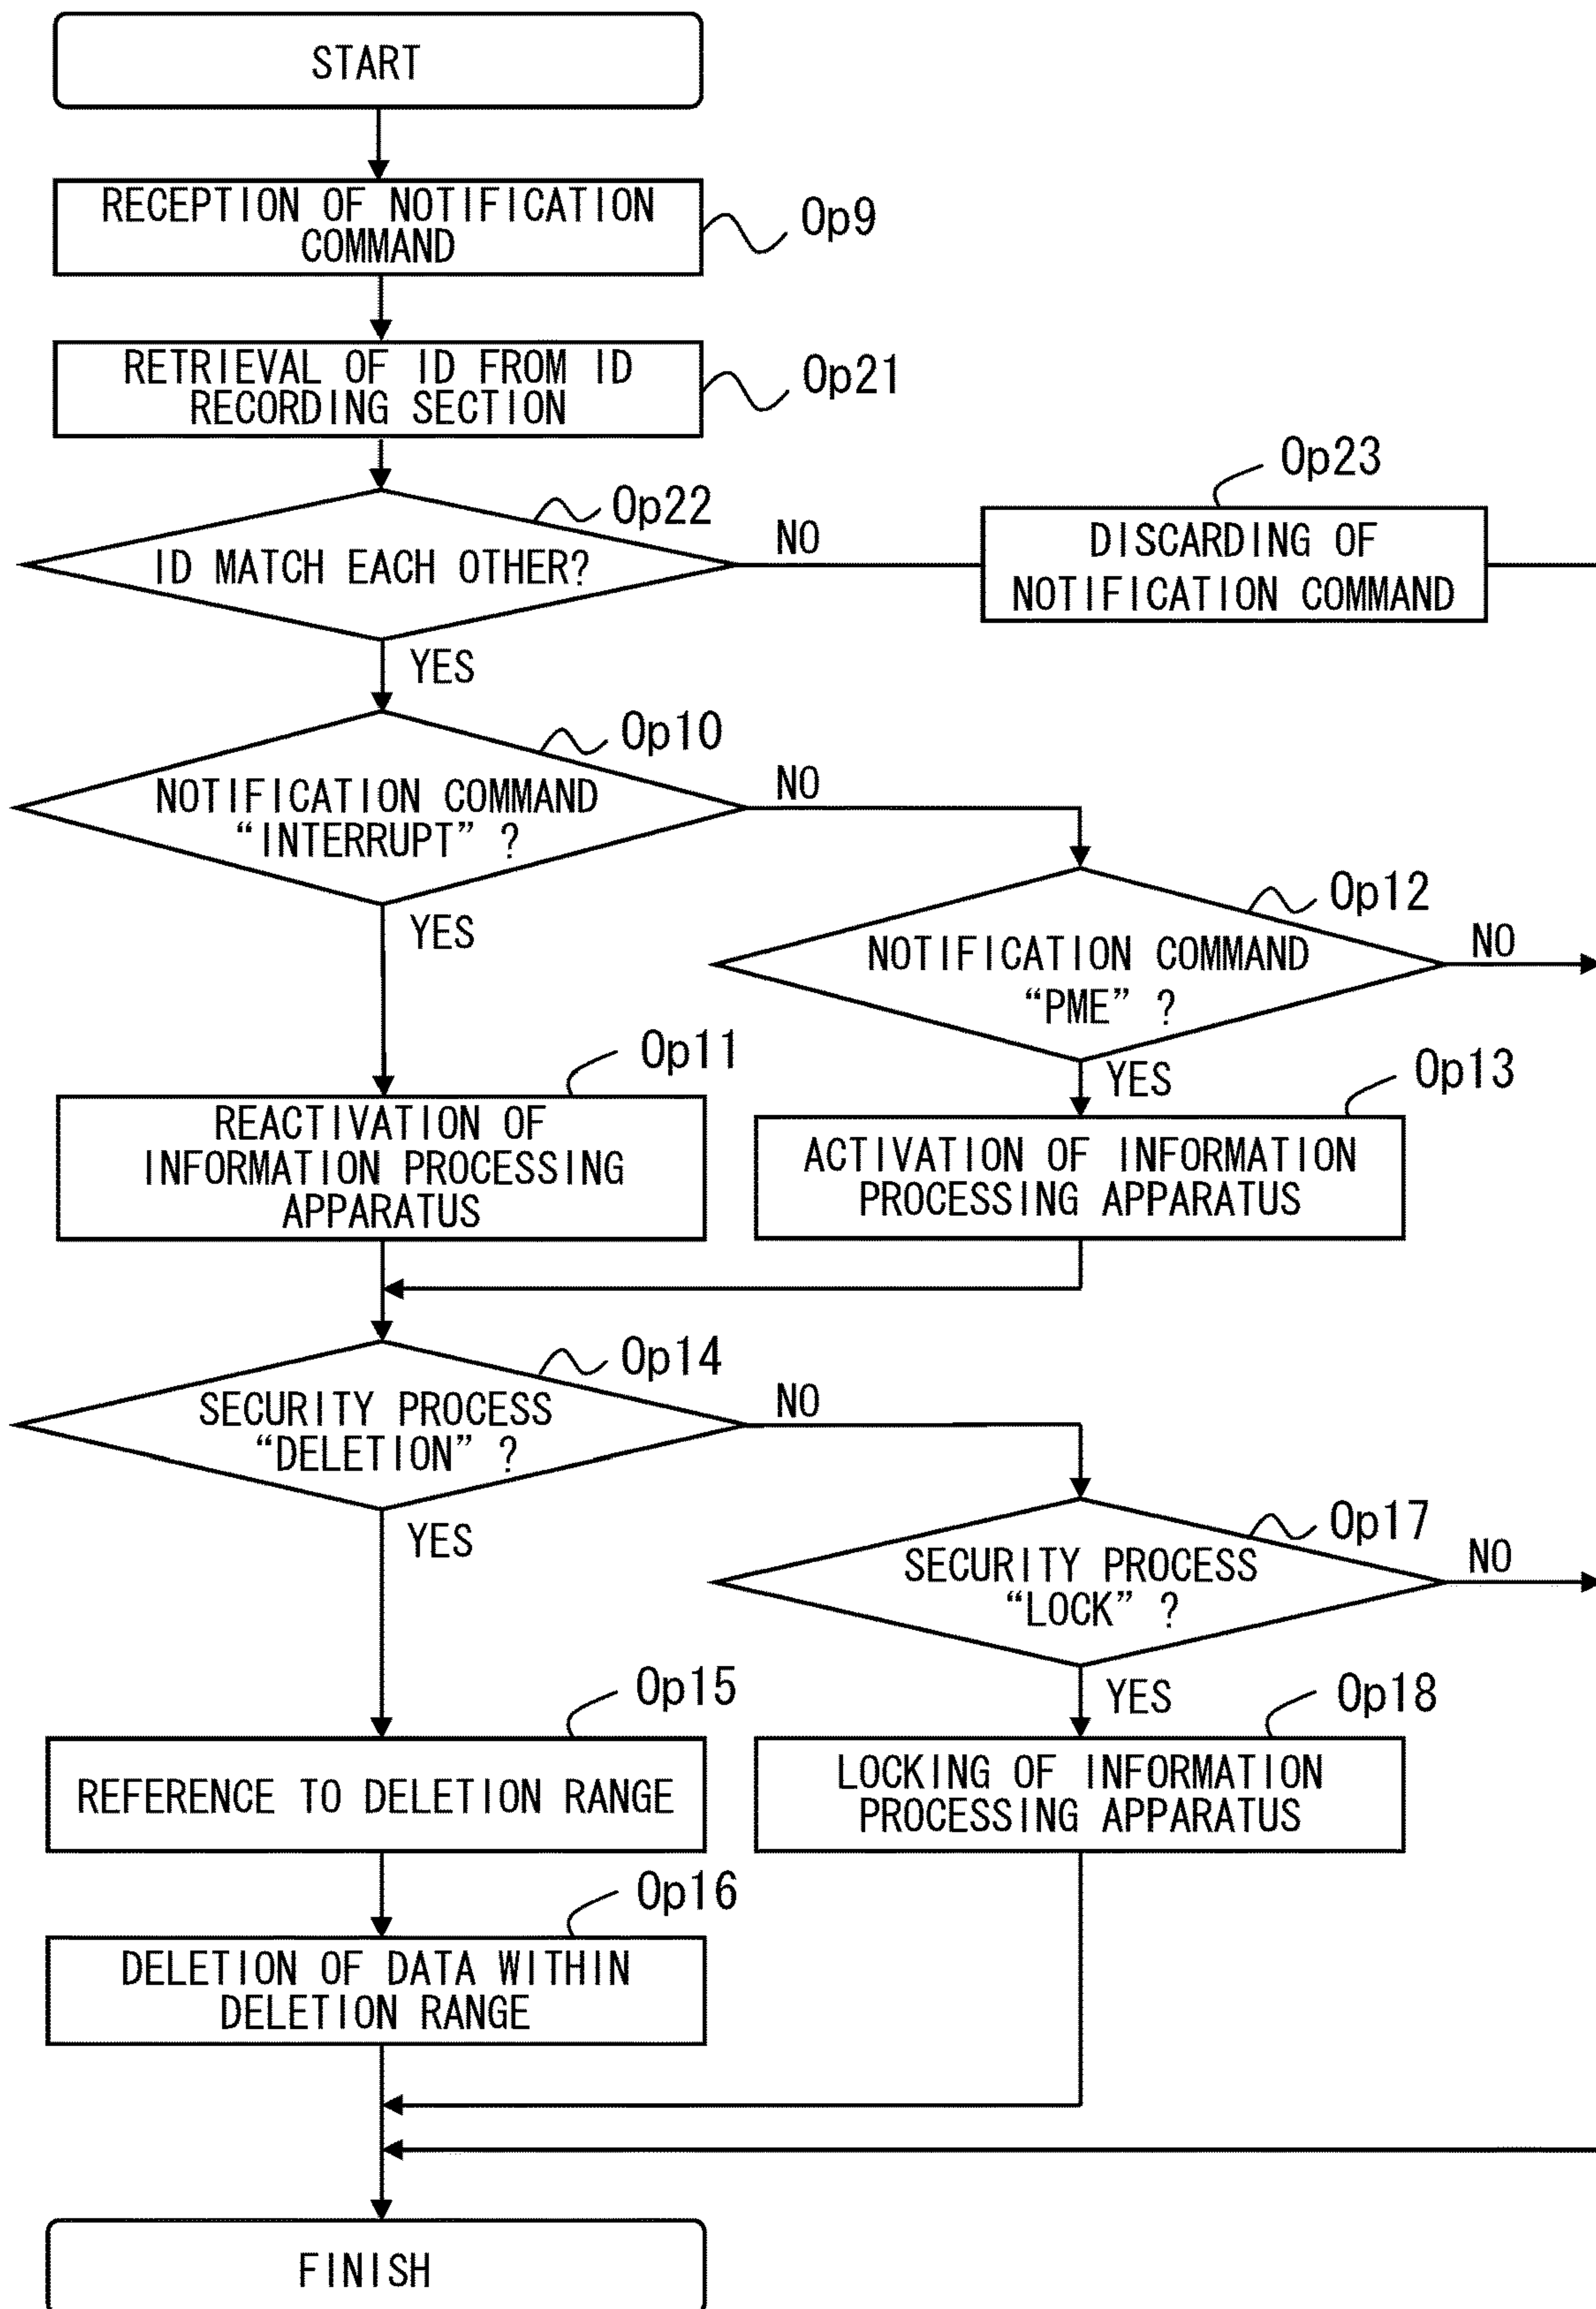 START
RECEPTION OF NOTIFICATION
COMMAND
Op9
RETRIEVAL OF ID FROM ID
RECORDING SECTION
Op21
ID MATCH EACH OTHER?
Op22
NO
Op23
DISCARDING OF
NOTIFICATION COMMAND
YES
Op10
NOTIFICATION COMMAND
“INTERRUPT” ?
NO
Op12
NOTIFICATION COMMAND
“PME” ?
NO
YES
YES
Op11
REACTIVATION OF
INFORMATION PROCESSING
APPARATUS
Op13
ACTIVATION OF INFORMATION
PROCESSING APPARATUS
Op14
SECURITY PROCESS
“DELETION” ?
NO
Op17
SECURITY PROCESS
“LOCK” ?
NO
YES
YES
Op15
REFERENCE TO DELETION RANGE
Op18
LOCKING OF INFORMATION
PROCESSING APPARATUS
Op16
DELETION OF DATA WITHIN
DELETION RANGE
FINISH